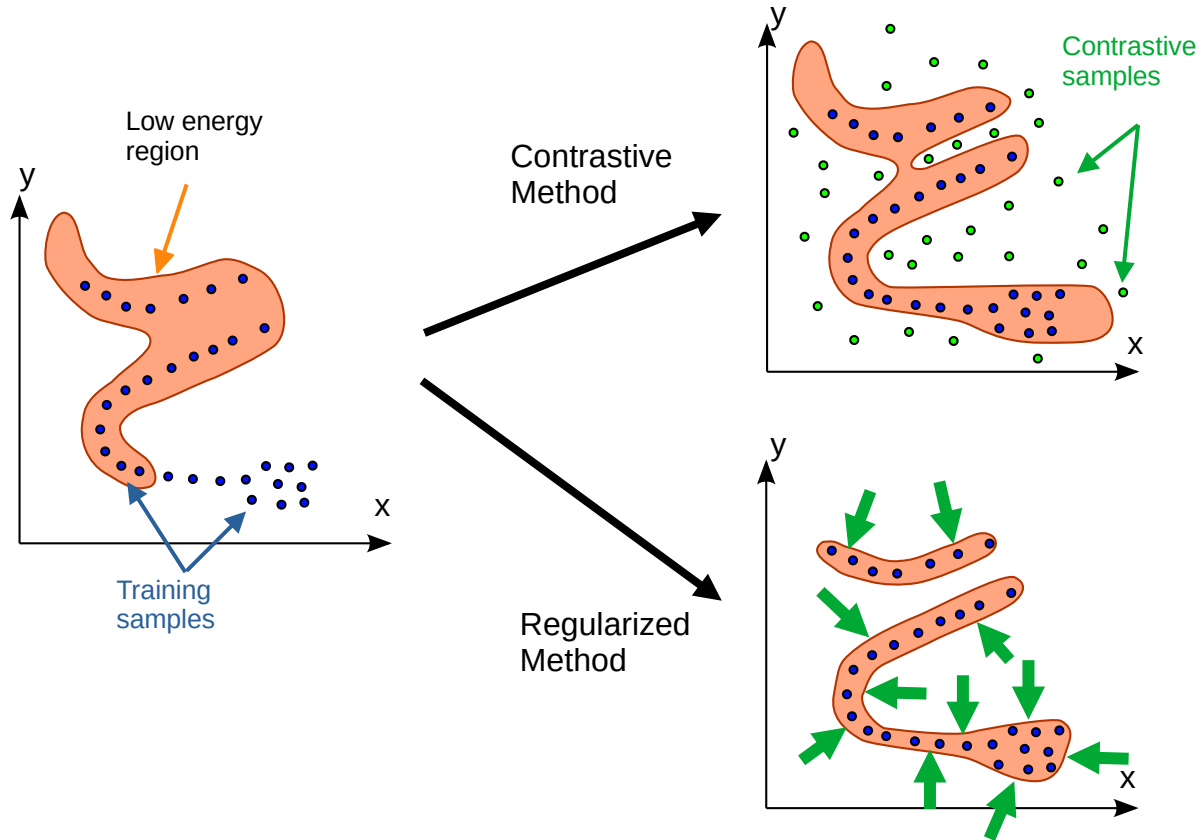 Low energy
region
y
x
Training
samples
Contrastive
Method
Regularized
Method
y
Contrastive
samples
x
y
x